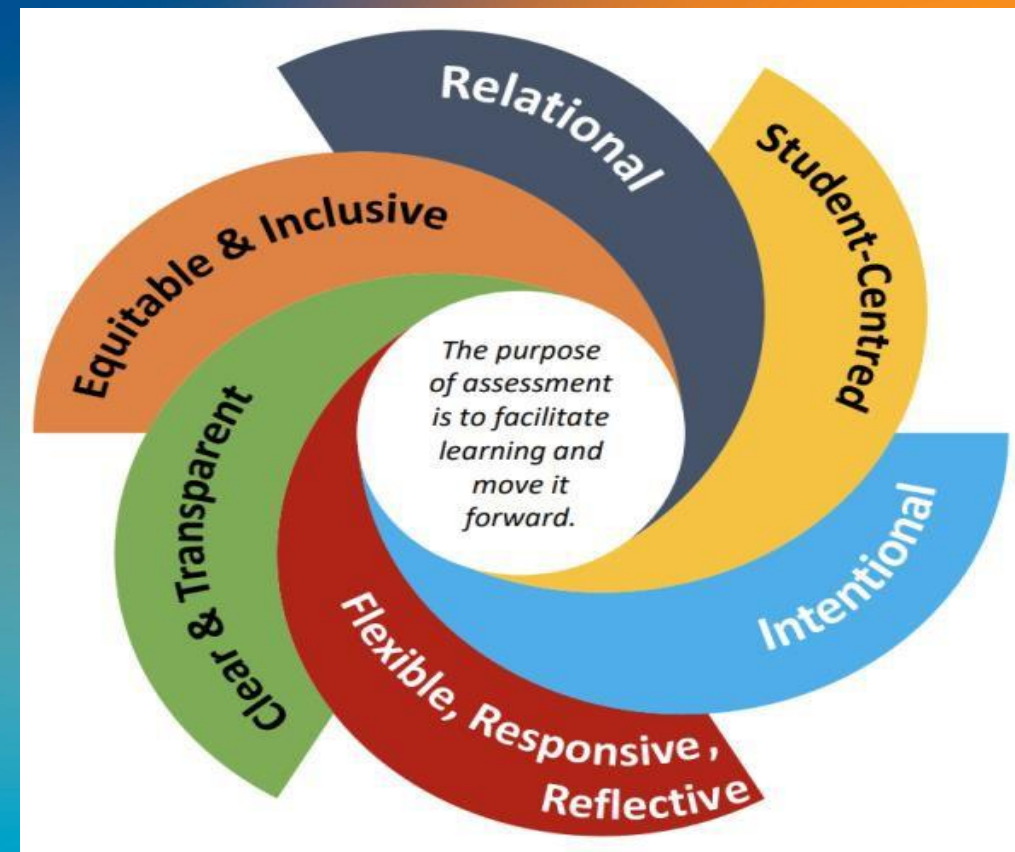 Relational
Student-Centred
Intentional
Flexible, Responsive,
Reflective
Clear & Transparent
Equitable & Inclusive
The purpose
of assessment
is to facilitate
learning and
move it
forward.